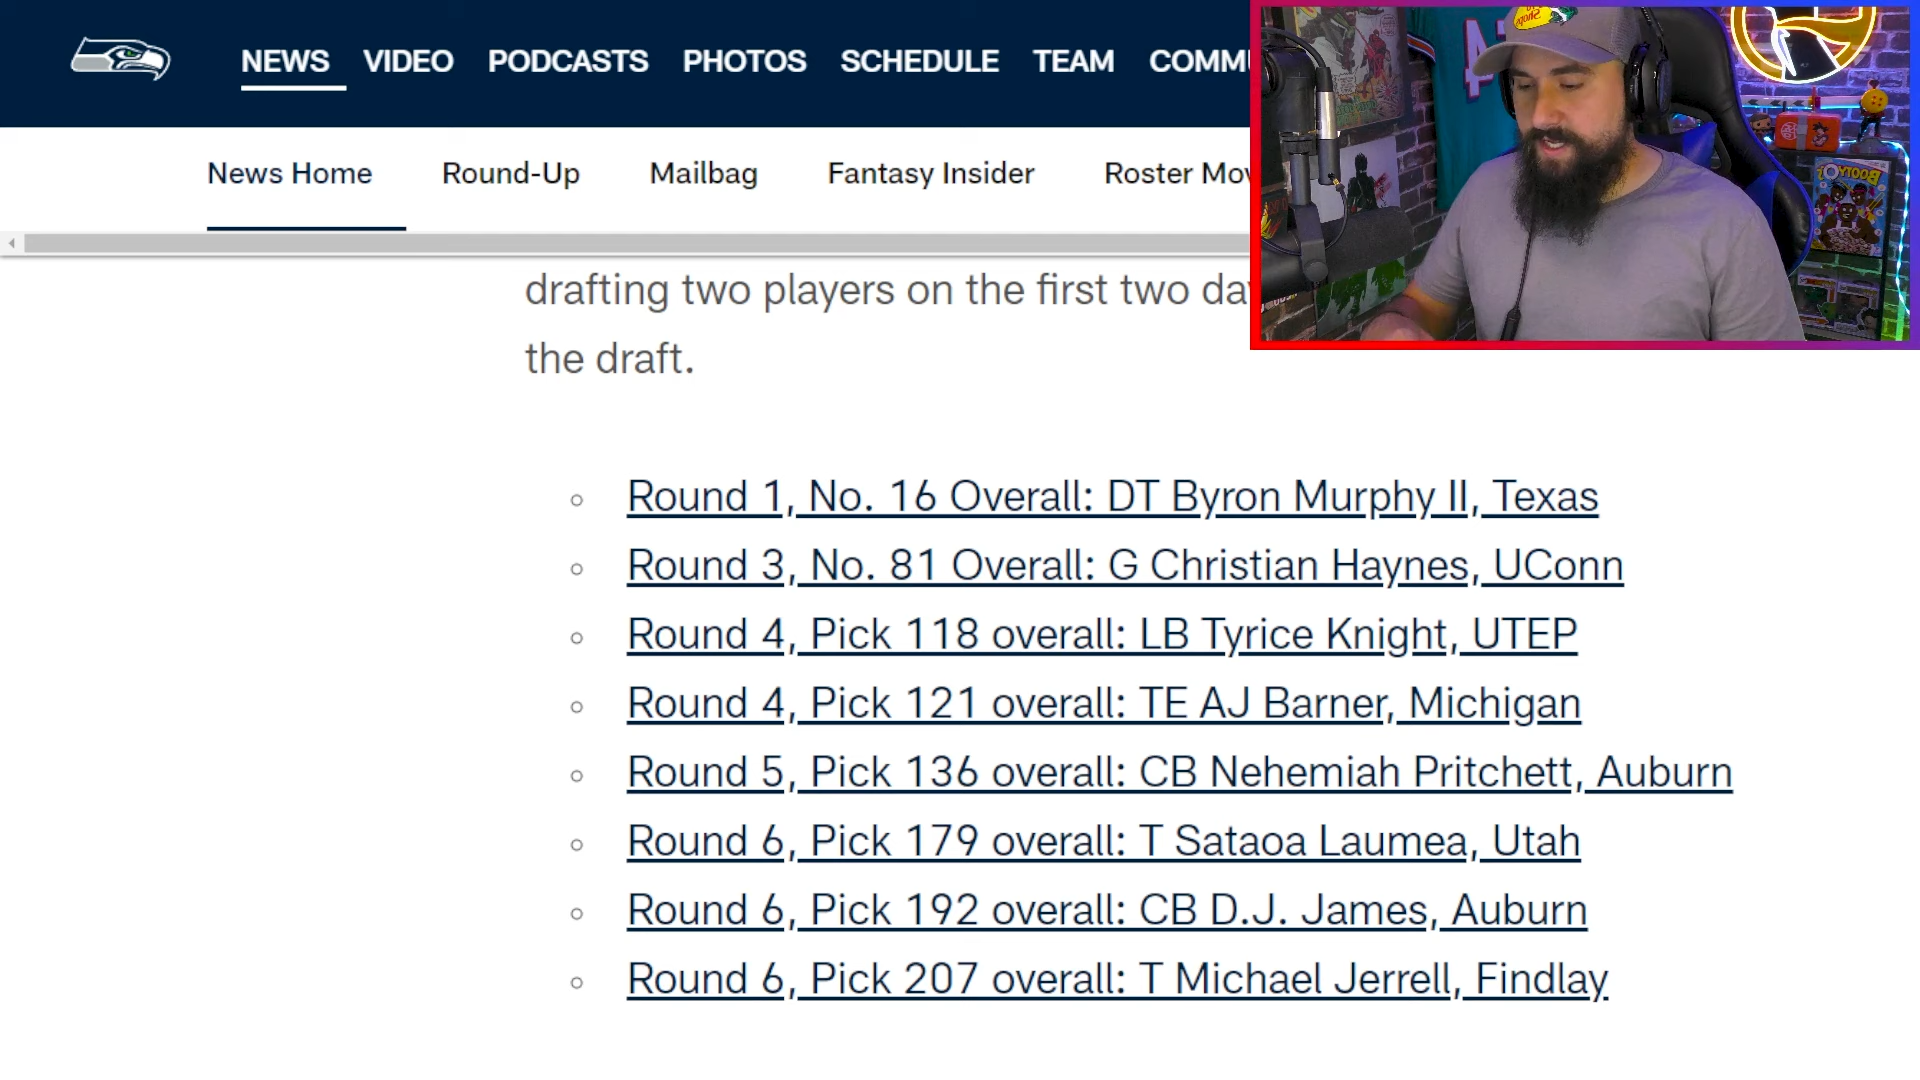 NEWS VIDEO PODCASTS PHOTOS SCHEDULE TEAM COMMU
News Home Round-Up Mailbag Fantasy Insider Roster Mov
drafting two players on the first two da
the draft.
Round 1, No. 16 Overall: DT Byron Murphy II, Texas
Round 3, No. 81 Overall: G Christian Haynes, UConn
Round 4, Pick 118 overall: LB Tyrice Knight, UTEP
Round 4, Pick 121 overall: TE AJ Barner, Michigan
Round 5, Pick 136 overall: CB Nehemiah Pritchett, Auburn
Round 6, Pick 179 overall: T Sataoa Laumea, Utah
Round 6, Pick 192 overall: CB D.J. James, Auburn
Round 6, Pick 207 overall: T Michael Jerrell, Findlay